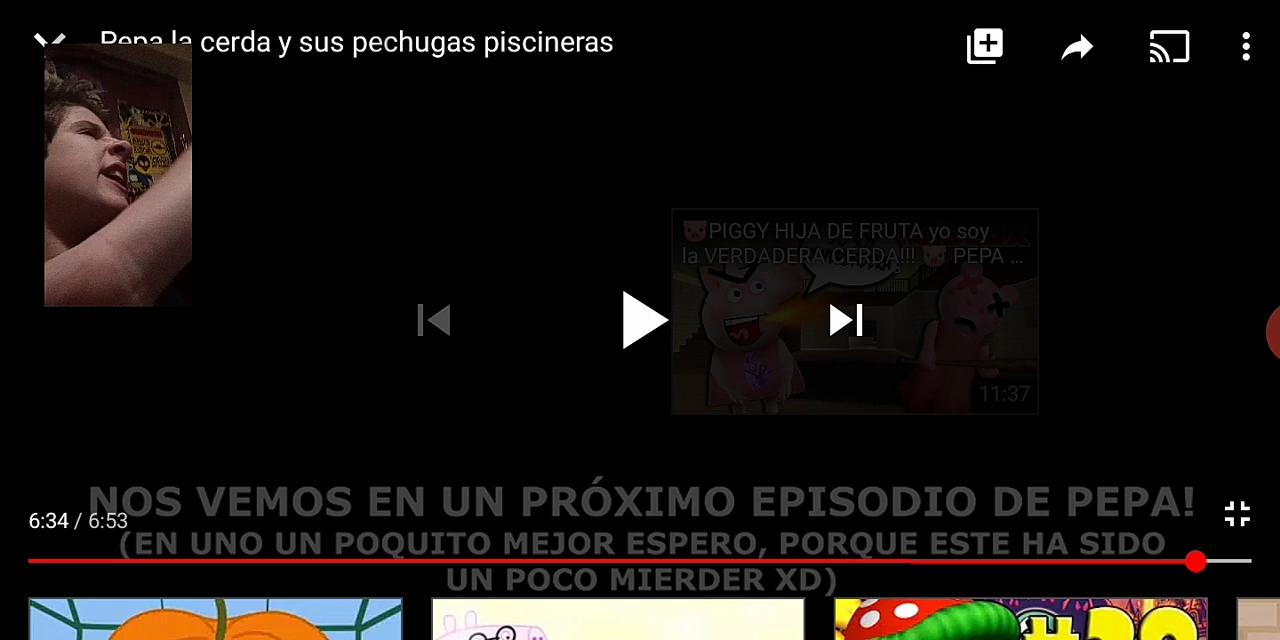 Pepa la cerda y sus pechugas piscineras
PIGGY HIJA DE FRUTA yo soy
la VERDADERA CERDA!!! PEPA ...
11:37
NOS VEMOS EN UN PRÓXIMO EPISODIO DE PEPA!
6:34 / 6:53
(EN UNO UN POQUITO MEJOR ESPERO, PORQUE ESTE HA SIDO
UN POCO MIERDER XD)